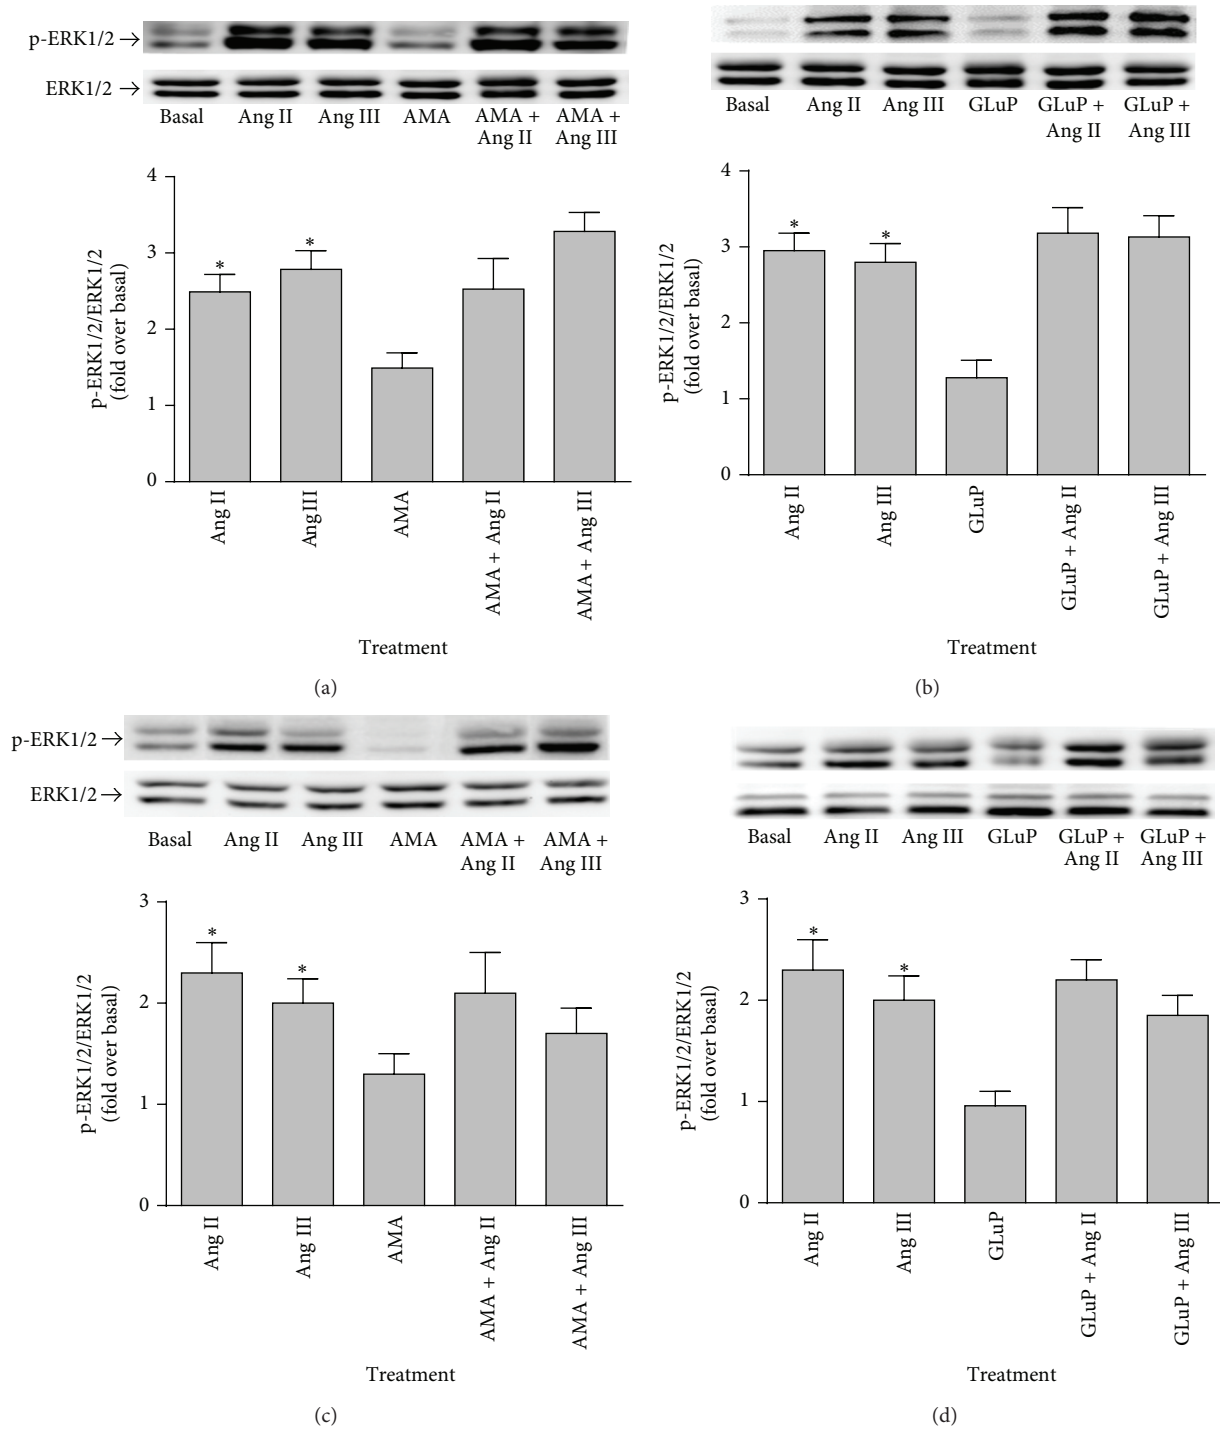 p-ERK1/2 →
ERK1/2 →
Basal Ang II Ang III AMA AMA + Ang II AMA + Ang III
p-ERK1/2/ERK1/2
(fold over basal)
4
3
2
1
0
* *
Ang II
Ang III
AMA
AMA + Ang II
AMA + Ang III
Treatment
(a)
Basal Ang II Ang III GLuP GLuP + Ang II GLuP + Ang III
p-ERK1/2/ERK1/2
(fold over basal)
4
3
2
1
0
* *
Ang II
Ang III
GLuP
GLuP + Ang II
GLuP + Ang III
Treatment
(b)
p-ERK1/2 →
ERK1/2 →
Basal Ang II Ang III AMA AMA + Ang II AMA + Ang III
p-ERK1/2/ERK1/2
(fold over basal)
3
2
1
0
* *
Ang II
Ang III
AMA
AMA + Ang II
AMA + Ang III
Treatment
(c)
Basal Ang II Ang III GLuP GLuP + Ang II GLuP + Ang III
p-ERK1/2/ERK1/2
(fold over basal)
3
2
1
0
* *
Ang II
Ang III
GLuP
GLuP + Ang II
GLuP + Ang III
Treatment
(d)